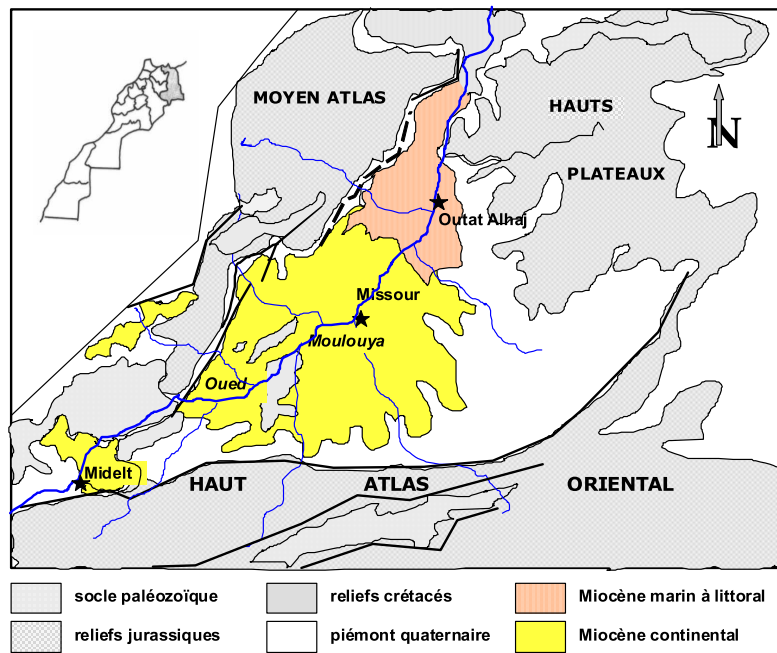 MOYEN ATLAS
HAUTS
N
PLATEAUX
Outat Alhaj
Missour
Moulouya
Oued
Midelt
HAUT ATLAS ORIENTAL
socle paléozoïque
reliefs crétacés
Miocène marin à littoral
reliefs jurassiques
piémont quaternaire
Miocène continental